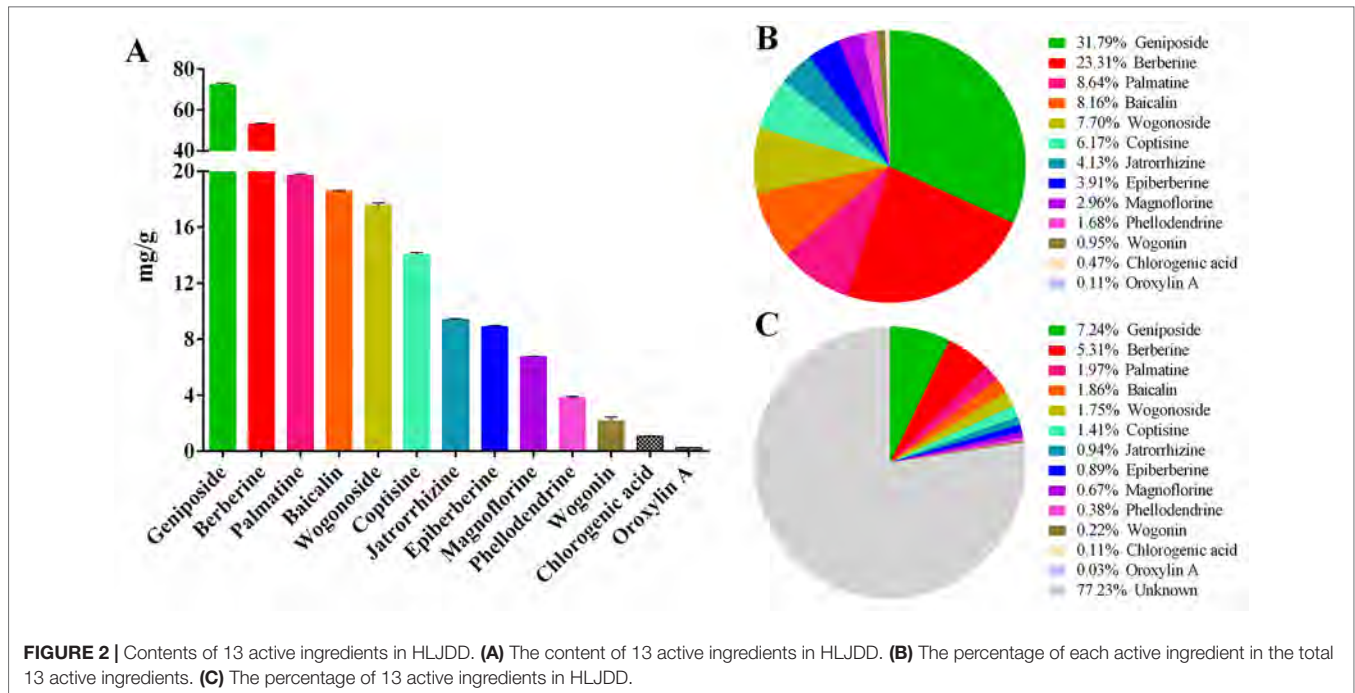 A
mg/g
80
60
40
20
16
12
8
4
0
Geniposide
Berberine
Palmatine
Baicalin
Wogonoside
Coptisine
Jatrorrhizine
Epiberberine
Magnoflorine
Phellodendrine
Wogonin
Chlorogenic acid
Oroxylin A
B
31.79% Geniposide
23.31% Berberine
8.64% Palmatine
8.16% Baicalin
7.70% Wogonoside
6.17% Coptisine
4.13% Jatrorrhizine
3.91% Epiberberine
2.96% Magnoflorine
1.68% Phellodendrine
0.95% Wogonin
0.47% Chlorogenic acid
0.11% Oroxylin A
C
7.24% Geniposide
5.31% Berberine
1.97% Palmatine
1.86% Baicalin
1.75% Wogonoside
1.41% Coptisine
0.94% Jatrorrhizine
0.89% Epiberberine
0.67% Magnoflorine
0.38% Phellodendrine
0.22% Wogonin
0.11% Chlorogenic acid
0.03% Oroxylin A
77.23% Unknown
FIGURE 2 | Contents of 13 active ingredients in HLJDD. (A) The content of 13 active ingredients in HLJDD. (B) The percentage of each active ingredient in the total
13 active ingredients. (C) The percentage of 13 active ingredients in HLJDD.